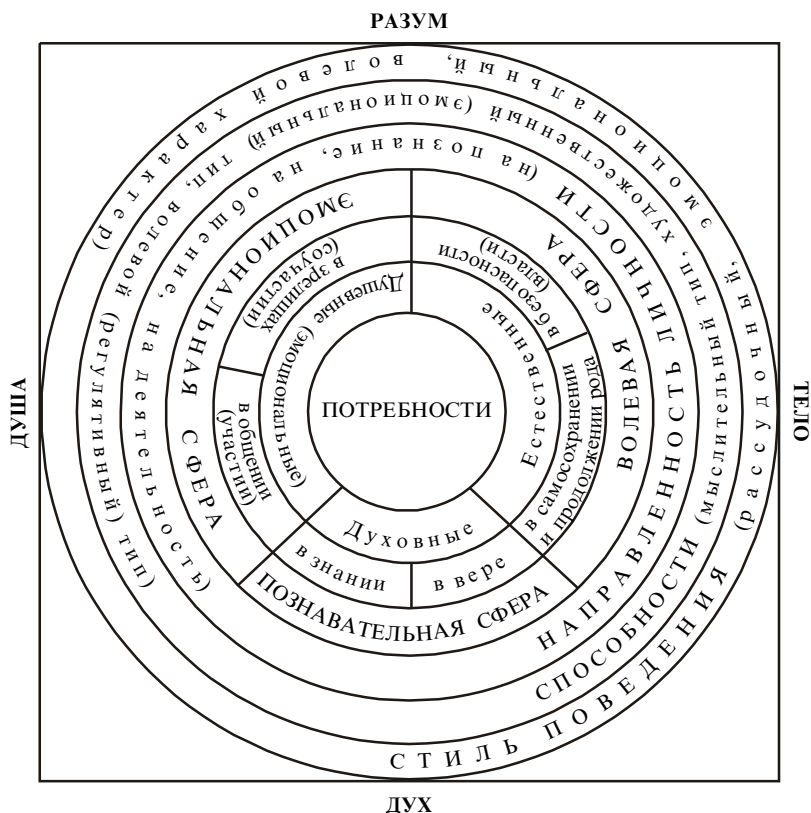 РАЗУМ
ДУША
ТЕЛО
ДУХ
СТИЛЬ ПОВЕДЕНИЯ (рассудочный, эмоциональный, волевой характер)
СПОСОБНОСТИ (мыслительный тип, художественный (эмоциональный) тип, волевой (регулятивный) тип)
НАПРАВЛЕННОСТЬ ЛИЧНОСТИ (на познание, на общение, на деятельность)
ЭМОЦИОНАЛЬНАЯ СФЕРА
ВОЛЕВАЯ СФЕРА
ПОЗНАВАТЕЛЬНАЯ СФЕРА
в зрелищах
(соучастии)
в общении
(участии)
в безопасности
(власти)
в самосохранении
и продолжении рода
в знании
в вере
Душевные (эмоциональные)
Естественные
Духовные
ПОТРЕБНОСТИ